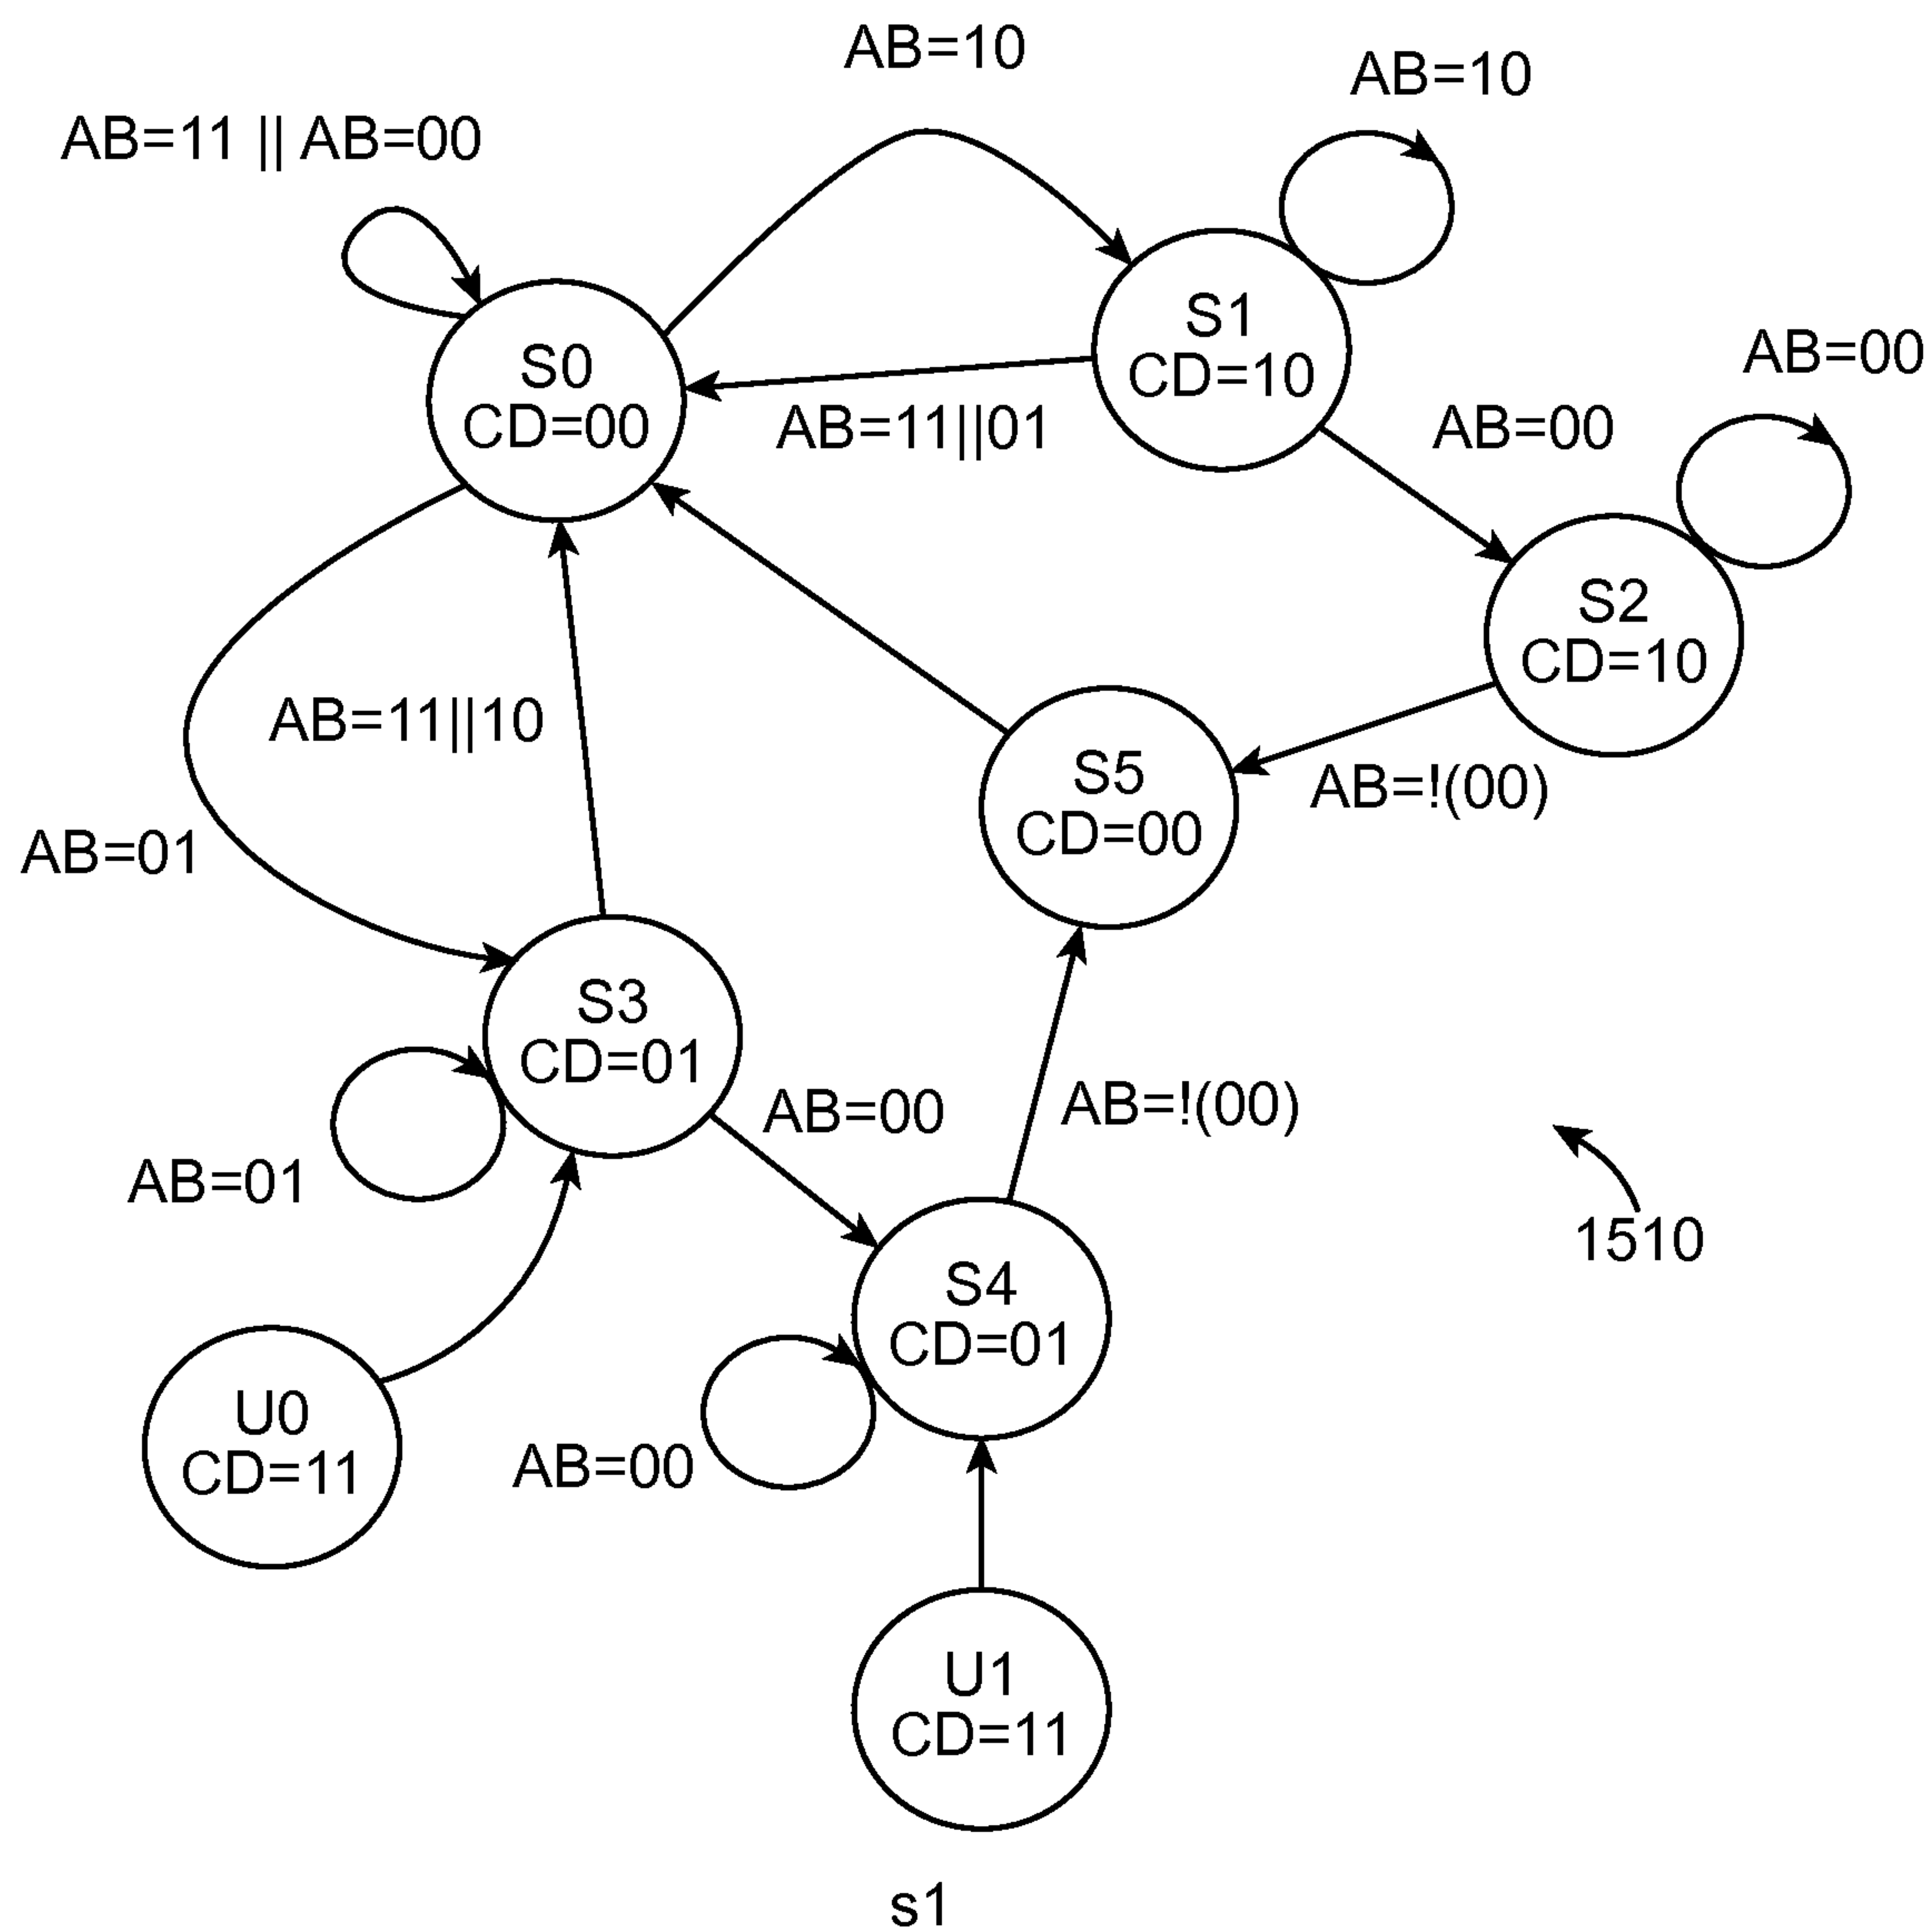 AB=10
AB=10
AB=11 || AB=00
S1
CD=10
S0
CD=00
AB=00
AB=11||01
AB=00
S2
CD=10
AB=11||10
S5
CD=00
AB=!(00)
AB=01
S3
CD=01
AB=00
AB=!(00)
AB=01
1510
S4
CD=01
U0
CD=11
AB=00
U1
CD=11
s1